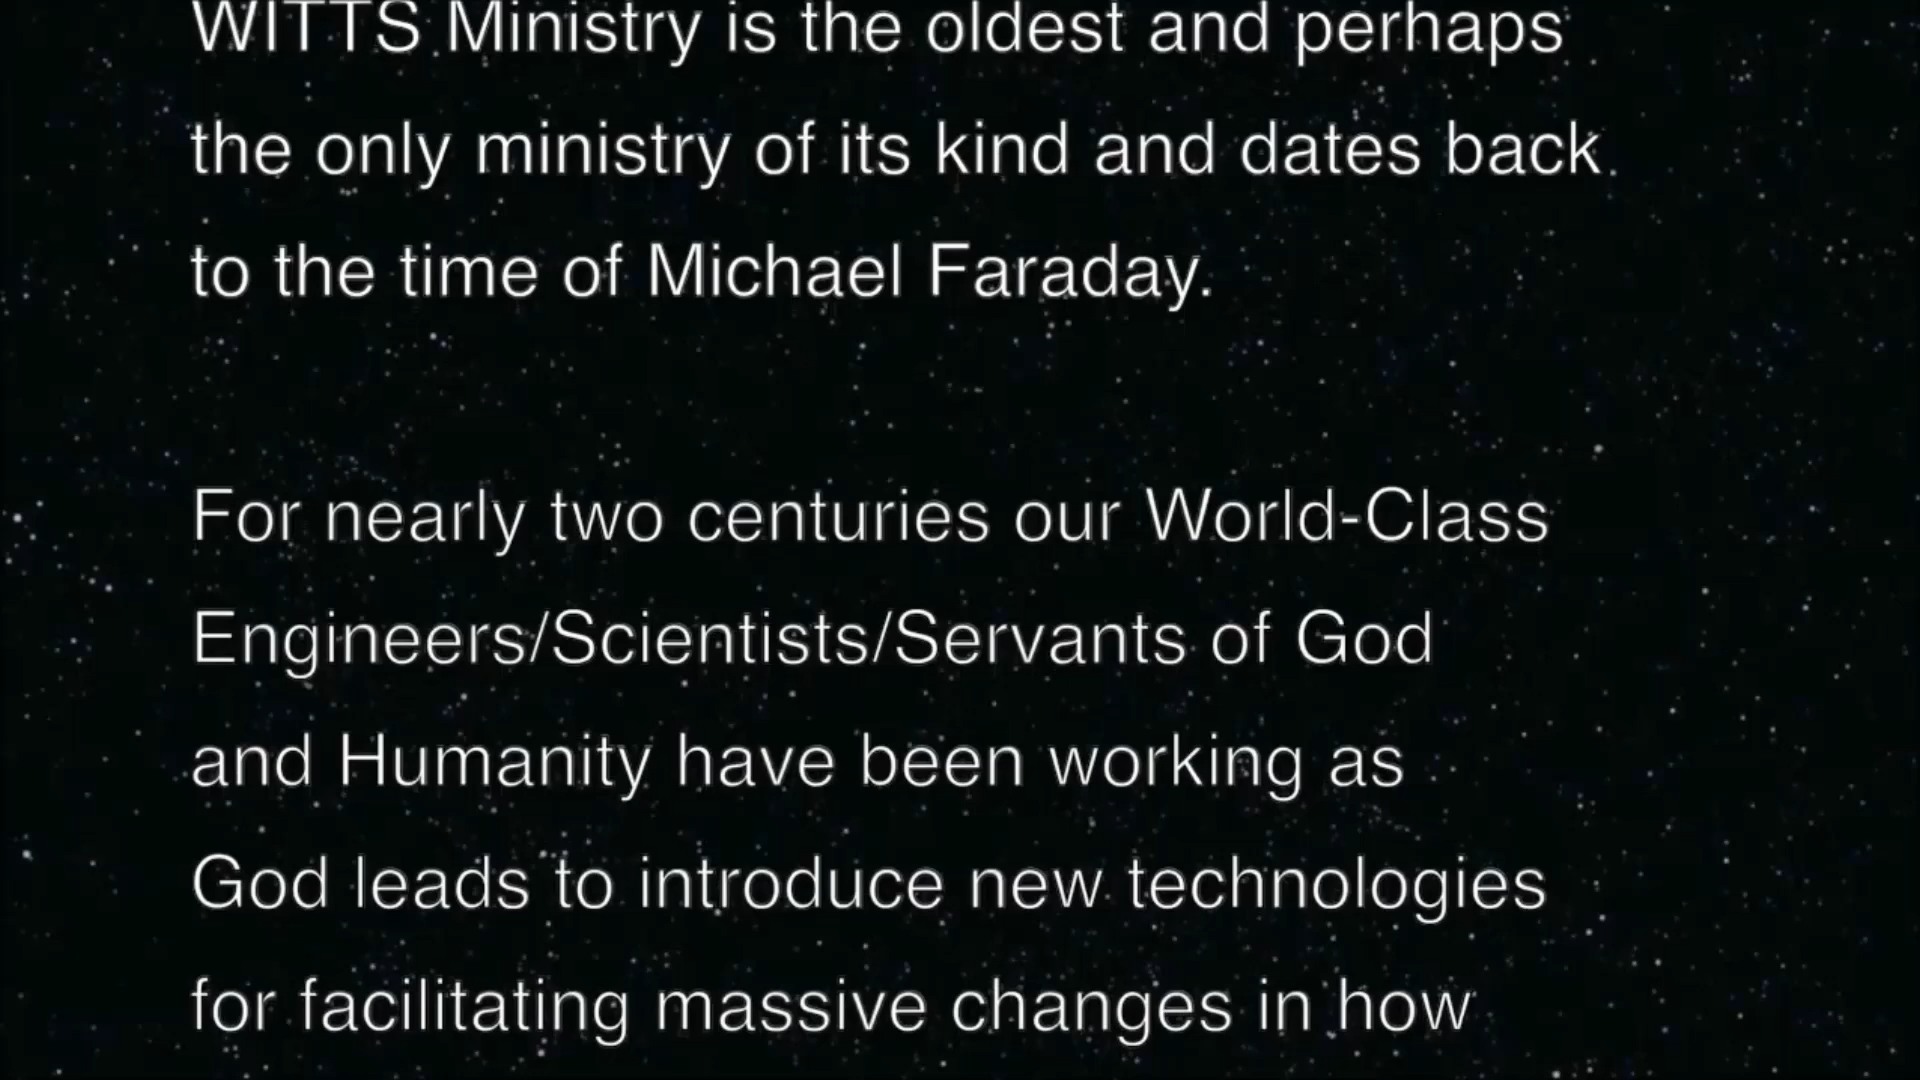 WITTS Ministry is the oldest and perhaps
the only ministry of its kind and dates back
to the time of Michael Faraday.
For nearly two centuries our World-Class
Engineers/Scientists/Servants of God
and Humanity have been working as
God leads to introduce new technologies
for facilitating massive changes in how